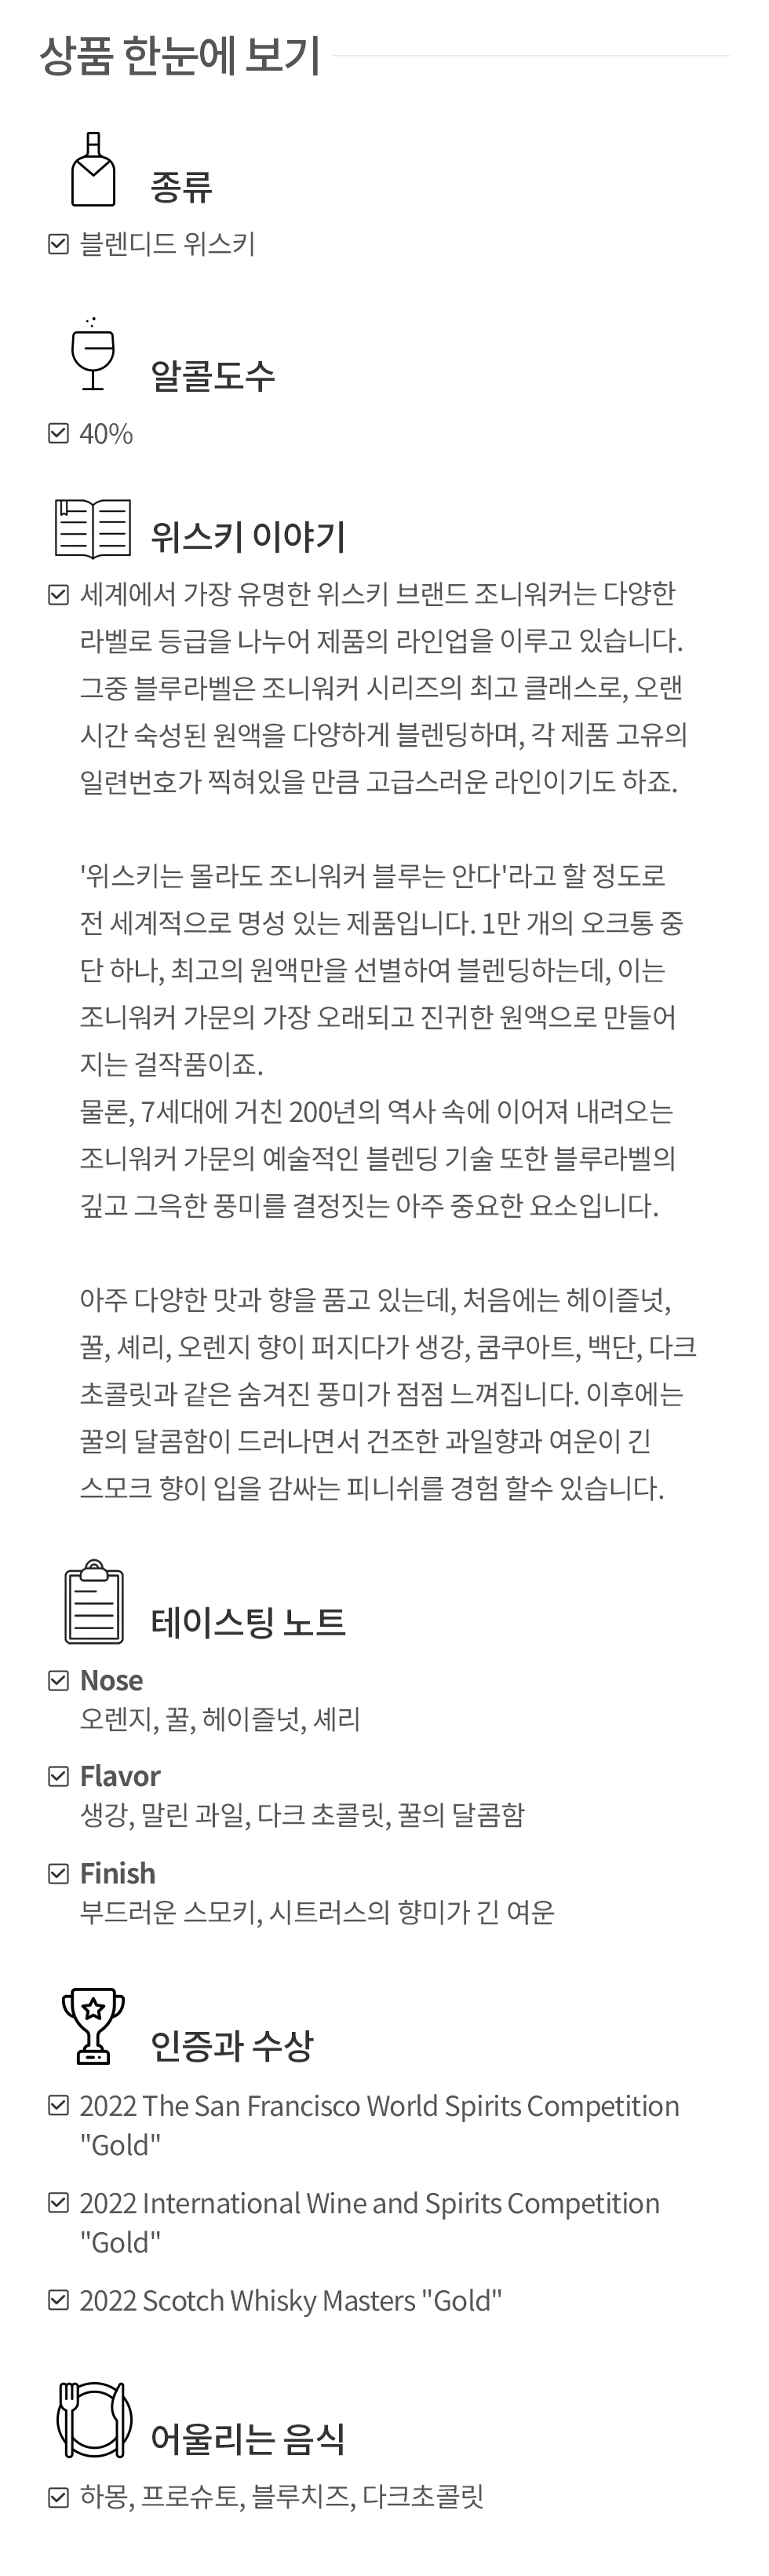 상품 한눈에 보기
종류
블렌디드 위스키
알콜도수
40%
위스키 이야기
세계에서 가장 유명한 위스키 브랜드 조니워커는 다양한
라벨로 등급을 나누어 제품의 라인업을 이루고 있습니다.
그중 블루라벨은 조니워커 시리즈의 최고 클래스로, 오랜
시간 숙성된 원액을 다양하게 블렌딩하며, 각 제품 고유의
일련번호가 찍혀있을 만큼 고급스러운 라인이기도 하죠.
'위스키는 몰라도 조니워커 블루는 안다'라고 할 정도로
전 세계적으로 명성 있는 제품입니다. 1만 개의 오크통 중
단 하나, 최고의 원액만을 선별하여 블렌딩하는데, 이는
조니워커 가문의 가장 오래되고 진귀한 원액으로 만들어
지는 걸작품이죠.
물론, 7세대에 거친 200년의 역사 속에 이어져 내려오는
조니워커 가문의 예술적인 블렌딩 기술 또한 블루라벨의
깊고 그윽한 풍미를 결정짓는 아주 중요한 요소입니다.
아주 다양한 맛과 향을 품고 있는데, 처음에는 헤이즐넛,
꿀, 셰리, 오렌지 향이 퍼지다가 생강, 쿰쿠아트, 백단, 다크
초콜릿과 같은 숨겨진 풍미가 점점 느껴집니다. 이후에는
꿀의 달콤함이 드러나면서 건조한 과일향과 여운이 긴
스모크 향이 입을 감싸는 피니쉬를 경험 할수 있습니다.
테이스팅 노트
Nose
오렌지, 꿀, 헤이즐넛, 셰리
Flavor
생강, 말린 과일, 다크 초콜릿, 꿀의 달콤함
Finish
부드러운 스모키, 시트러스의 향미가 긴 여운
인증과 수상
2022 The San Francisco World Spirits Competition
"Gold"
2022 International Wine and Spirits Competition
"Gold"
2022 Scotch Whisky Masters "Gold"
어울리는 음식
하몽, 프로슈토, 블루치즈, 다크초콜릿